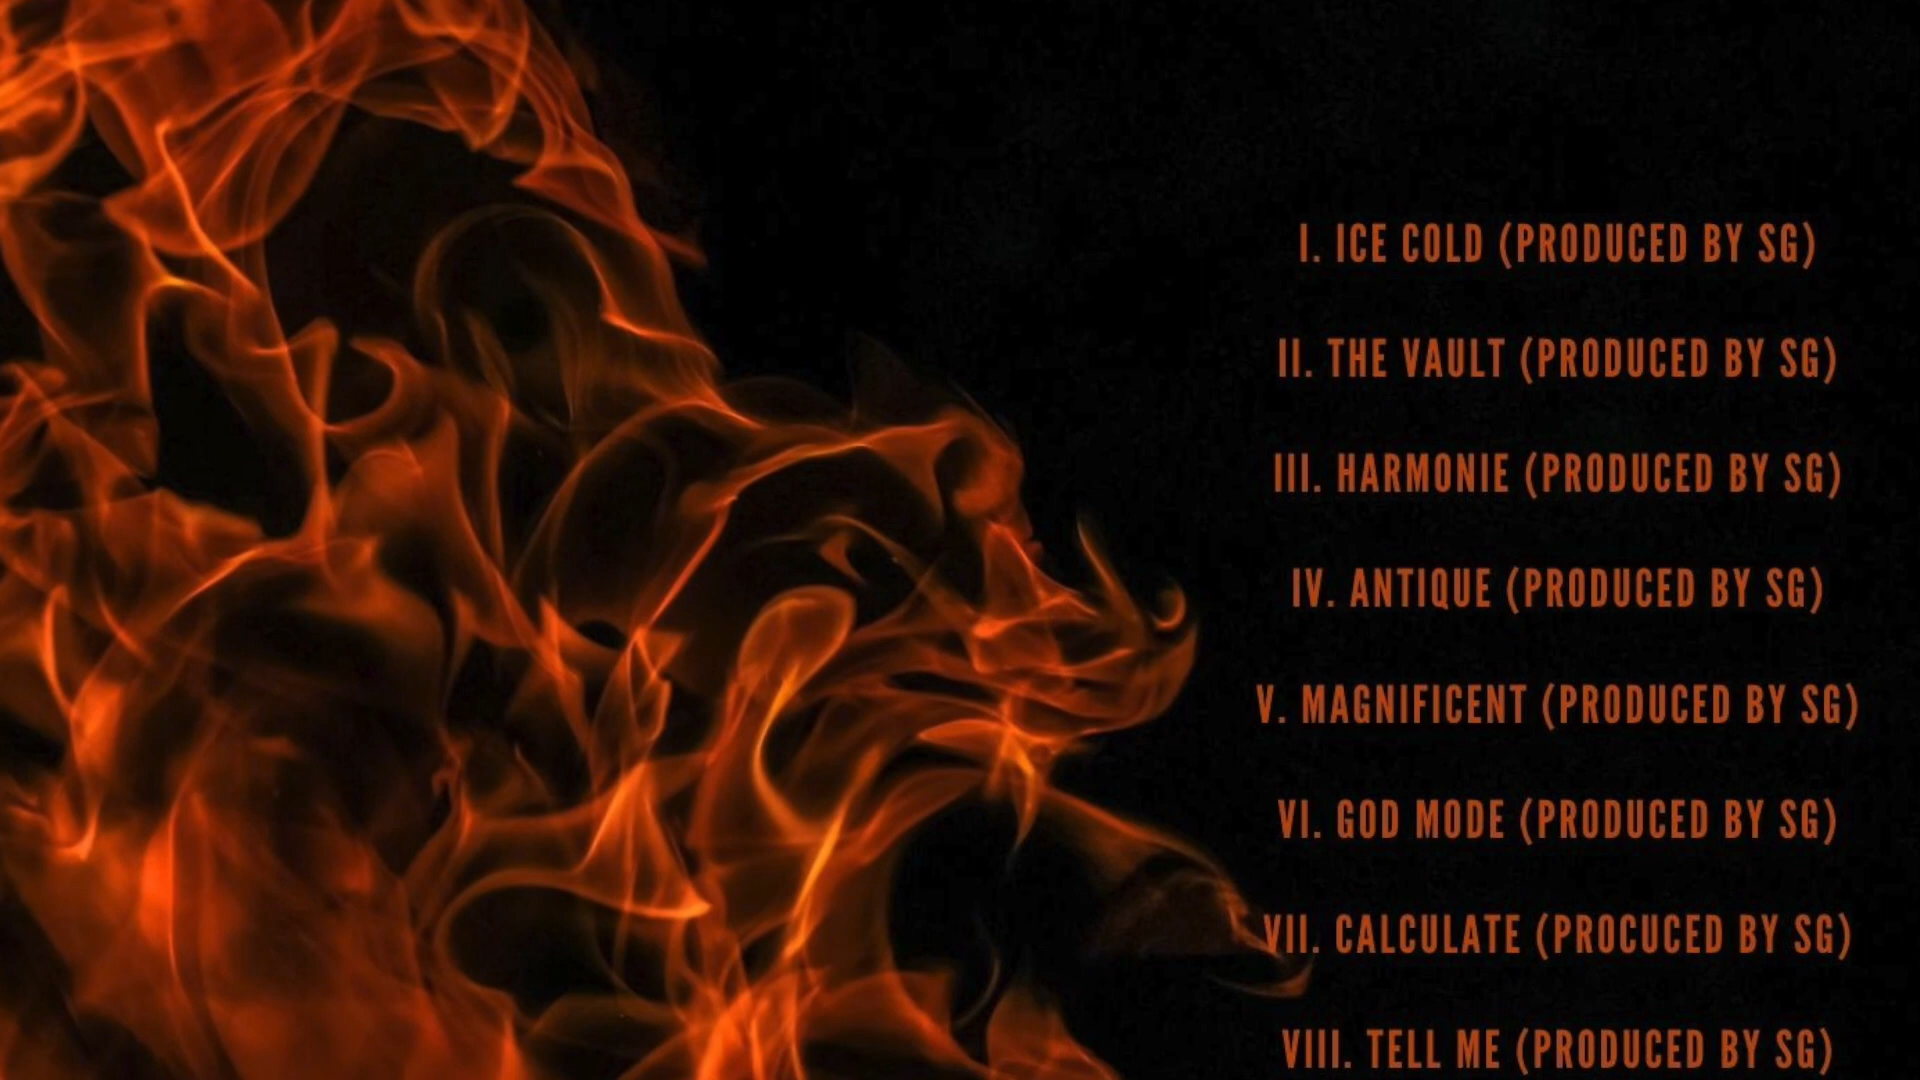 I. ICE COLD (PRODUCED BY SG)
II. THE VAULT (PRODUCED BY SG)
III. HARMONIE (PRODUCED BY SG)
IV. ANTIQUE (PRODUCED BY SG)
V. MAGNIFICENT (PRODUCED BY SG)
VI. GOD MODE (PRODUCED BY SG)
VII. CALCULATE (PROCUCED BY SG)
VIII. TELL ME (PRODUCED BY SG)